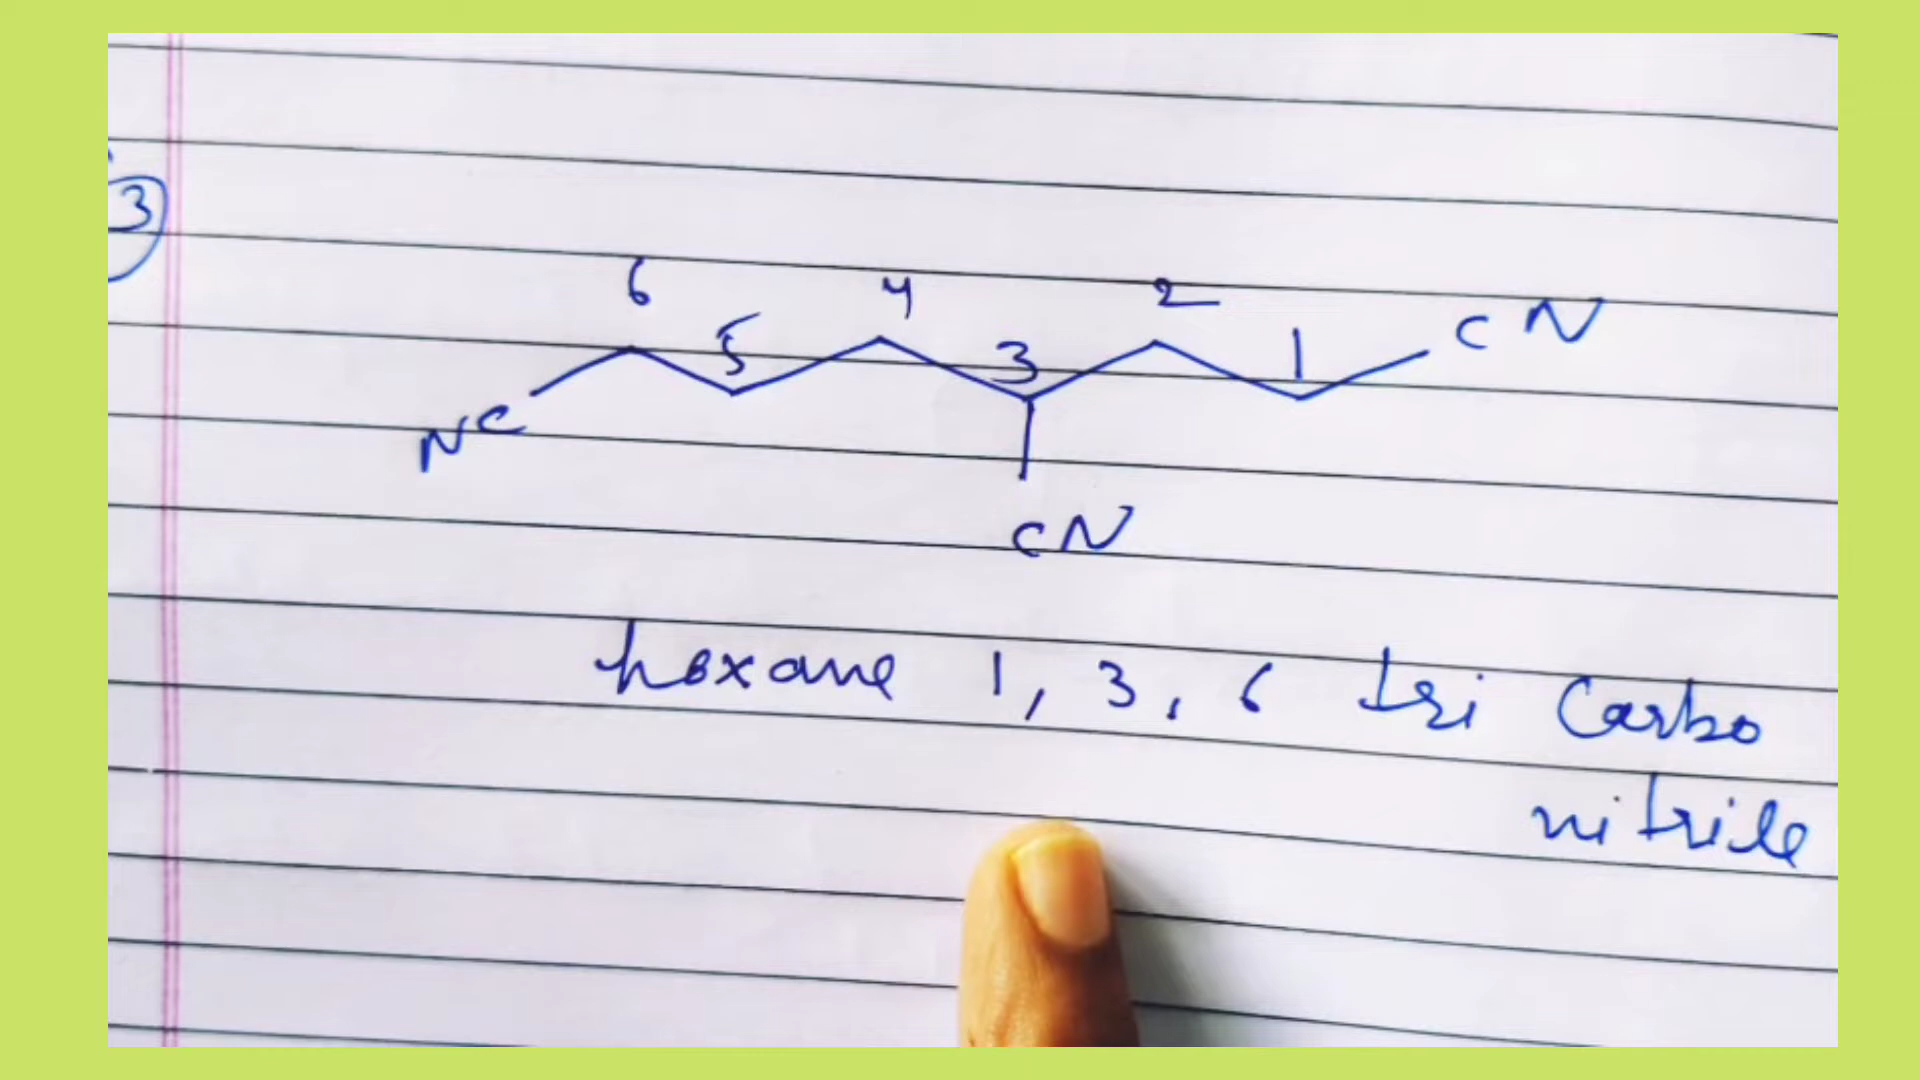 3
6 4 2
5 3 1 CN
NC
CN
hexane 1, 3, 6 tri Carbo
nitrile